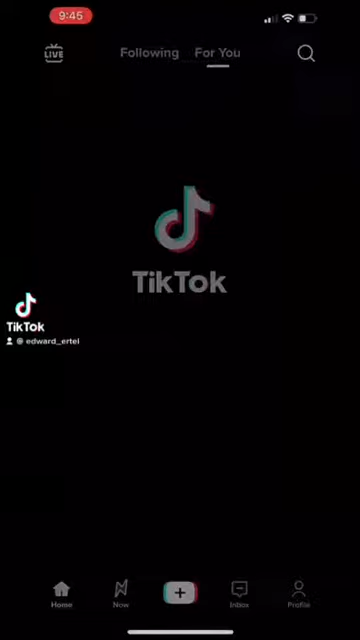 9:45
LIVE
Following For You
TikTok
TikTok
@ edward_ertel
Home Now Inbox Profile